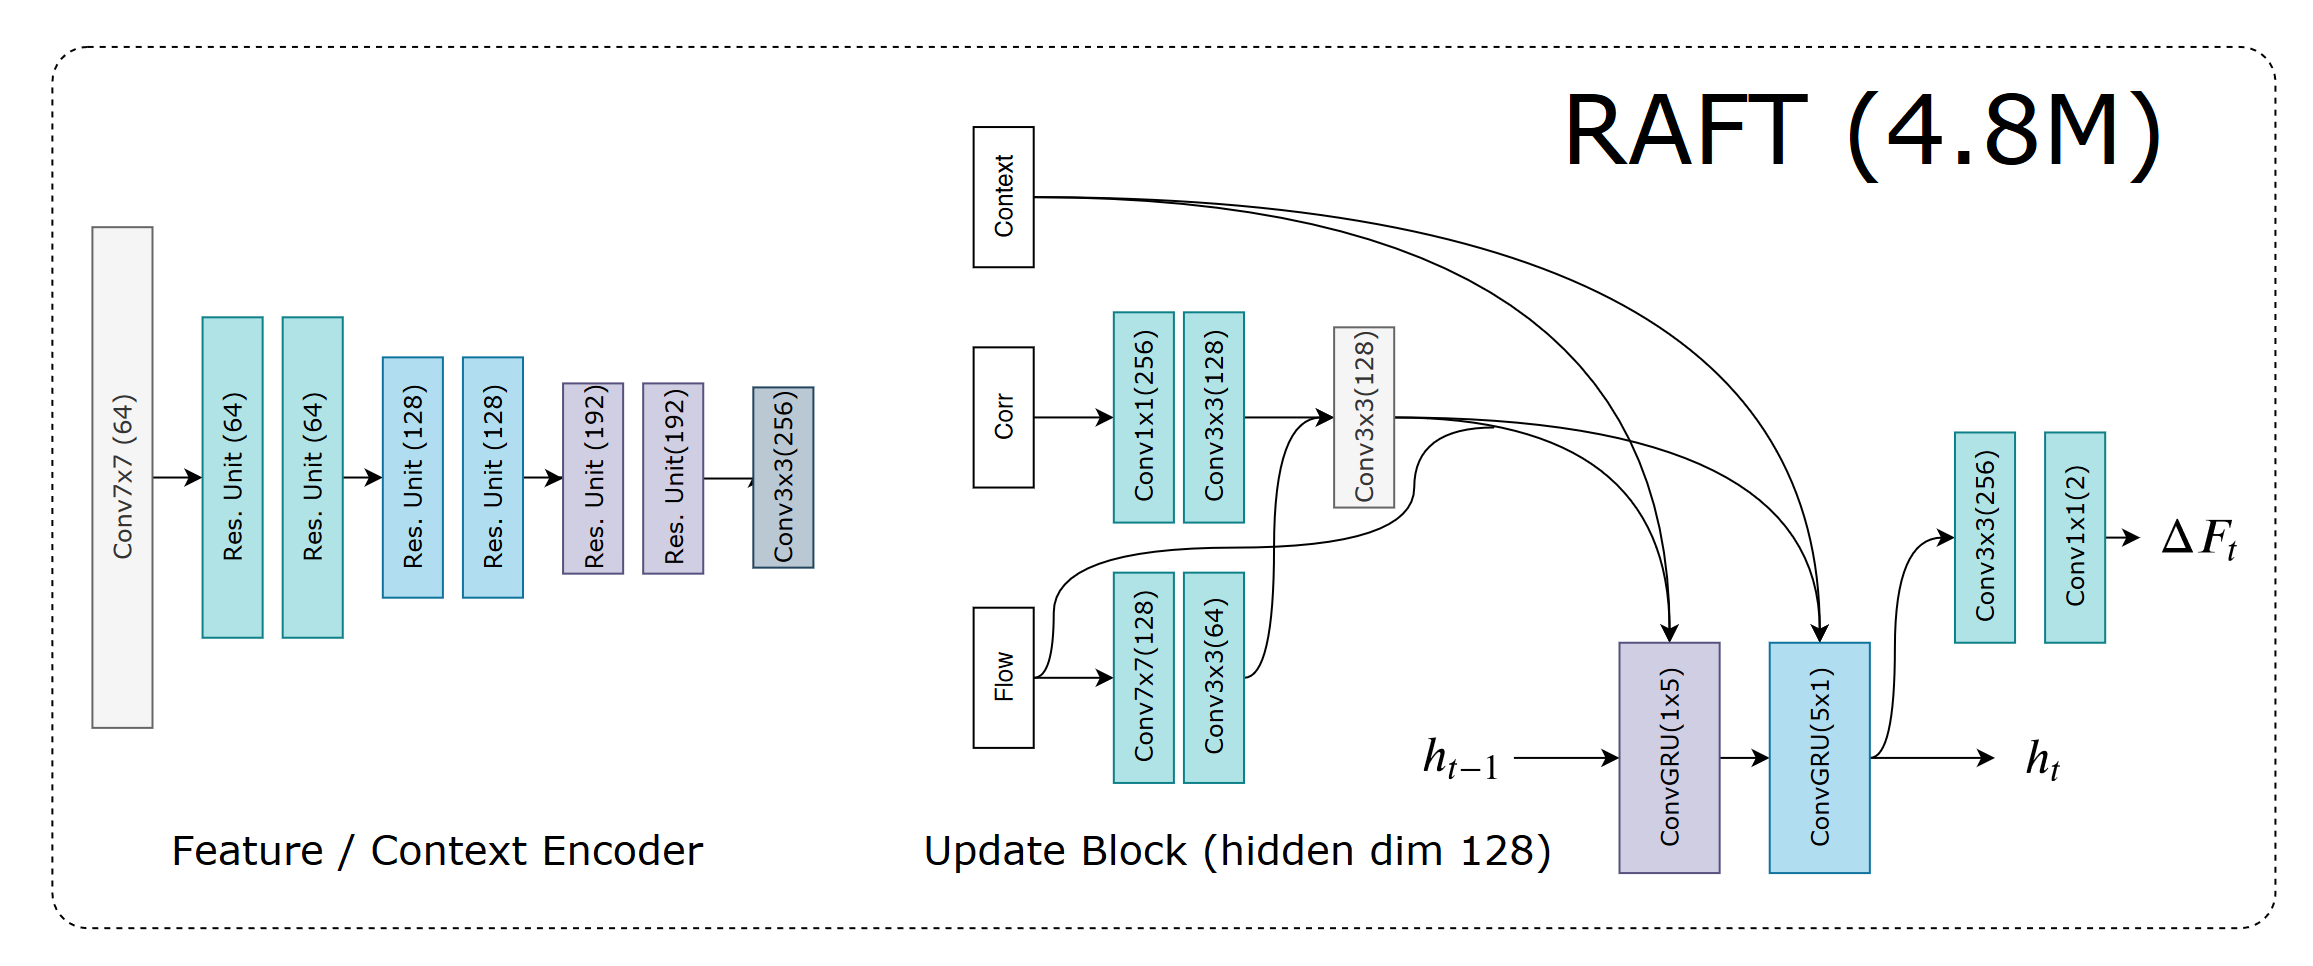 RAFT (4.8M)
Conv7x7 (64)
Res. Unit (64)
Res. Unit (64)
Res. Unit (128)
Res. Unit (128)
Res. Unit (192)
Res. Unit(192)
Conv3x3(256)
Feature / Context Encoder
Context
Corr
Conv1x1(256)
Conv3x3(128)
Conv3x3(128)
Flow
Conv7x7(128)
Conv3x3(64)
h_{t−1}
ConvGRU(1x5)
ConvGRU(5x1)
h_t
Conv3x3(256)
Conv1x1(2)
ΔF_t
Update Block (hidden dim 128)